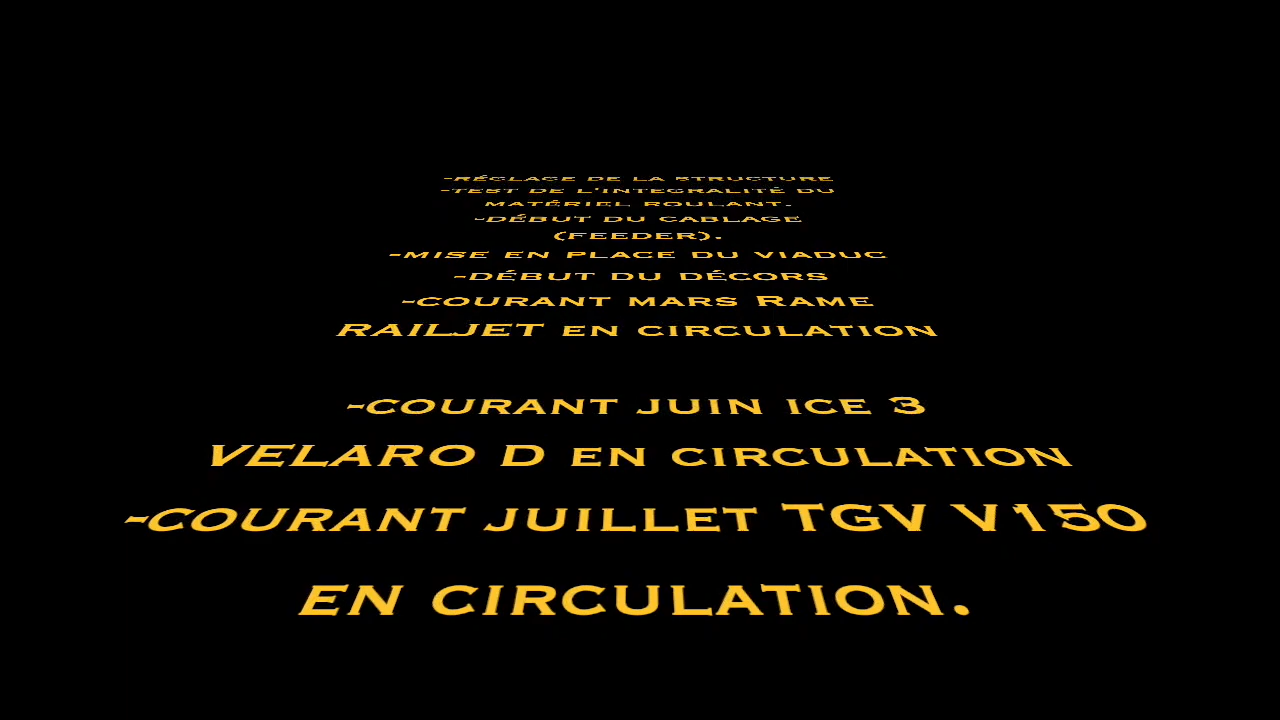 -RÉGLAGE DE LA STRUCTURE
-TEST DE L'INTEGRALITÉ DU
MATÉRIEL ROULANT.
-DÉBUT DU CABLAGE
(FEEDER).
-MISE EN PLACE DU VIADUC
-DÉBUT DU DÉCORS
-COURANT MARS RAME
RAILJET EN CIRCULATION
-COURANT JUIN ICE 3
VELARO D EN CIRCULATION
-COURANT JUILLET TGV V150
EN CIRCULATION.